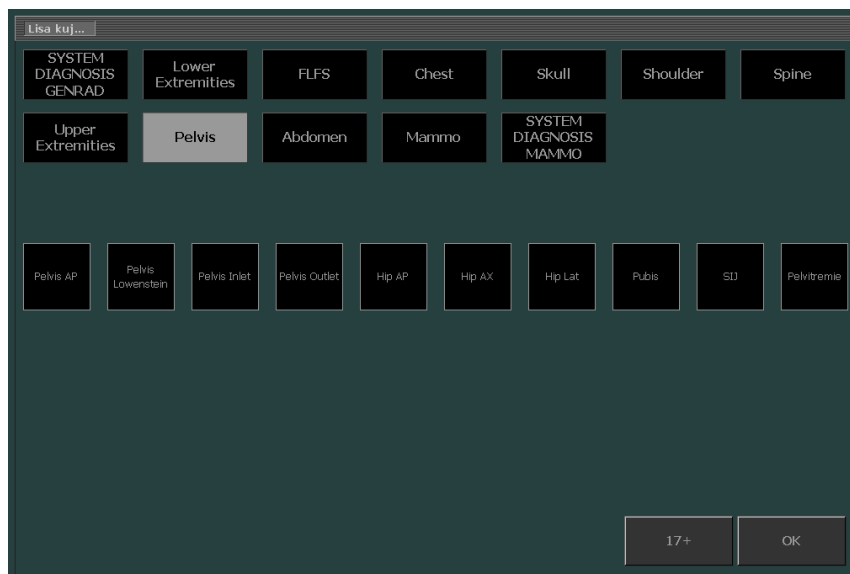 Lisa kuj...
SYSTEM
DIAGNOSIS
GENRAD
Lower
Extremities
FLFS
Chest
Skull
Shoulder
Spine
Upper
Extremities
Pelvis
Abdomen
Mammo
SYSTEM
DIAGNOSIS
MAMMO
Pelvis AP
Pelvis
Lowenstein
Pelvis Inlet
Pelvis Outlet
Hip AP
Hip AX
Hip Lat
Pubis
SIJ
Pelvitremie
17+
OK